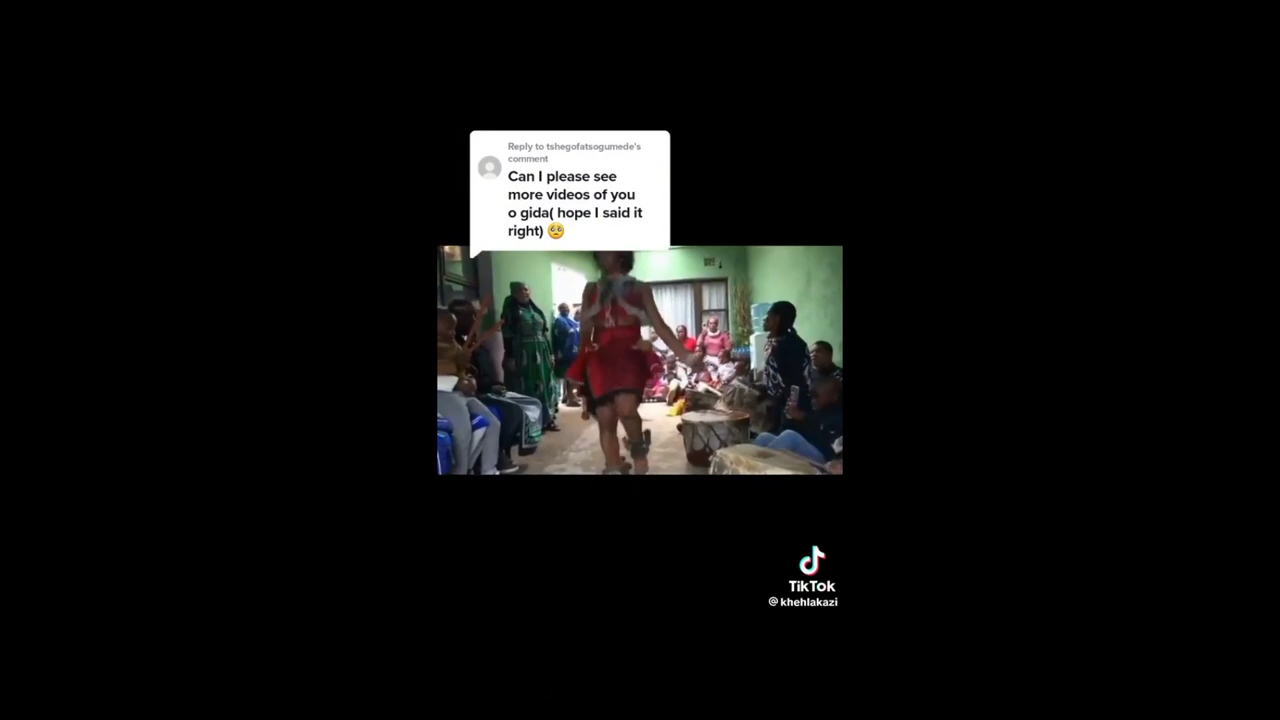 Reply to tshegofatsogumede's
comment
Can I please see
more videos of you
o gida( hope I said it
right) 🥺
TikTok
@khehlakazi